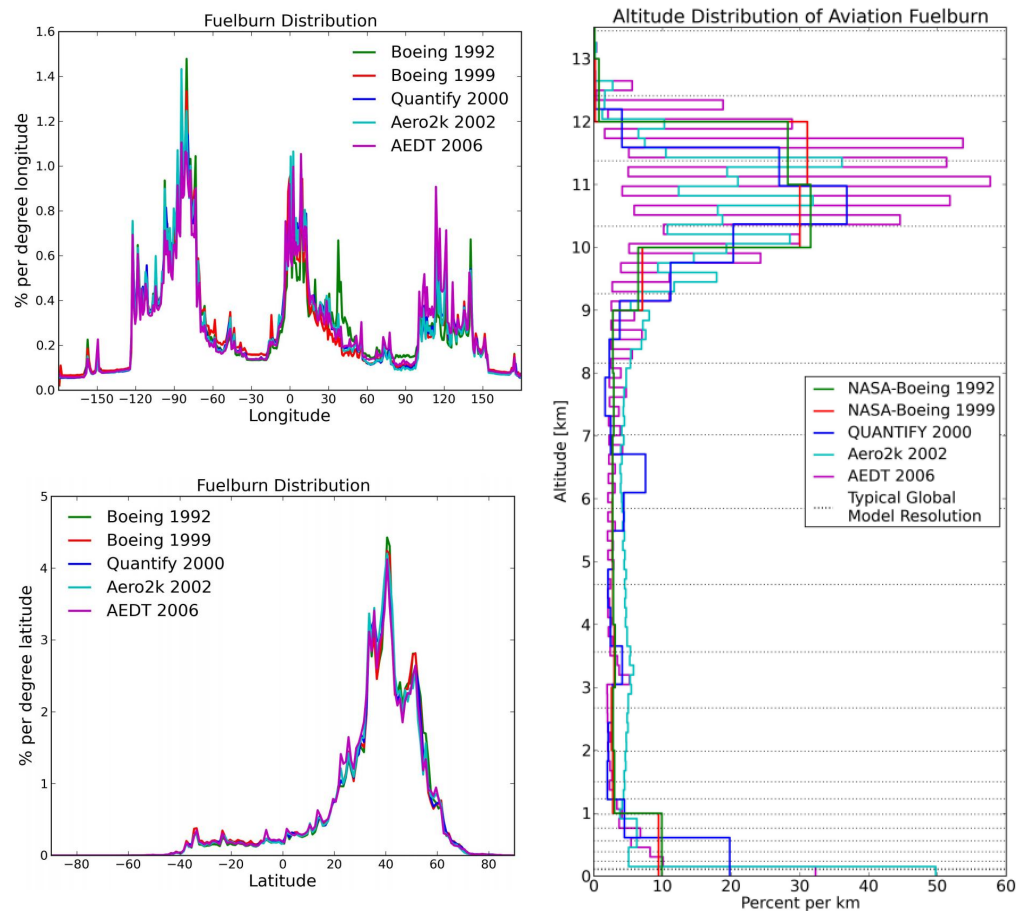 Fuelburn Distribution
1.6
1.4
1.2
1.0
0.8
0.6
0.4
0.2
0.0
% per degree longitude
Boeing 1992
Boeing 1999
Quantify 2000
Aero2k 2002
AEDT 2006
−150 −120 −90 −60 −30 0 30 60 90 120 150
Longitude
Fuelburn Distribution
5
4
3
2
1
0
% per degree latitude
Boeing 1992
Boeing 1999
Quantify 2000
Aero2k 2002
AEDT 2006
−80 −60 −40 −20 0 20 40 60 80
Latitude
Altitude Distribution of Aviation Fuelburn
13
12
11
10
9
8
7
6
5
4
3
2
1
0
Altitude [km]
NASA-Boeing 1992
NASA-Boeing 1999
QUANTIFY 2000
Aero2k 2002
AEDT 2006
Typical Global
Model Resolution
0 10 20 30 40 50 60
Percent per km